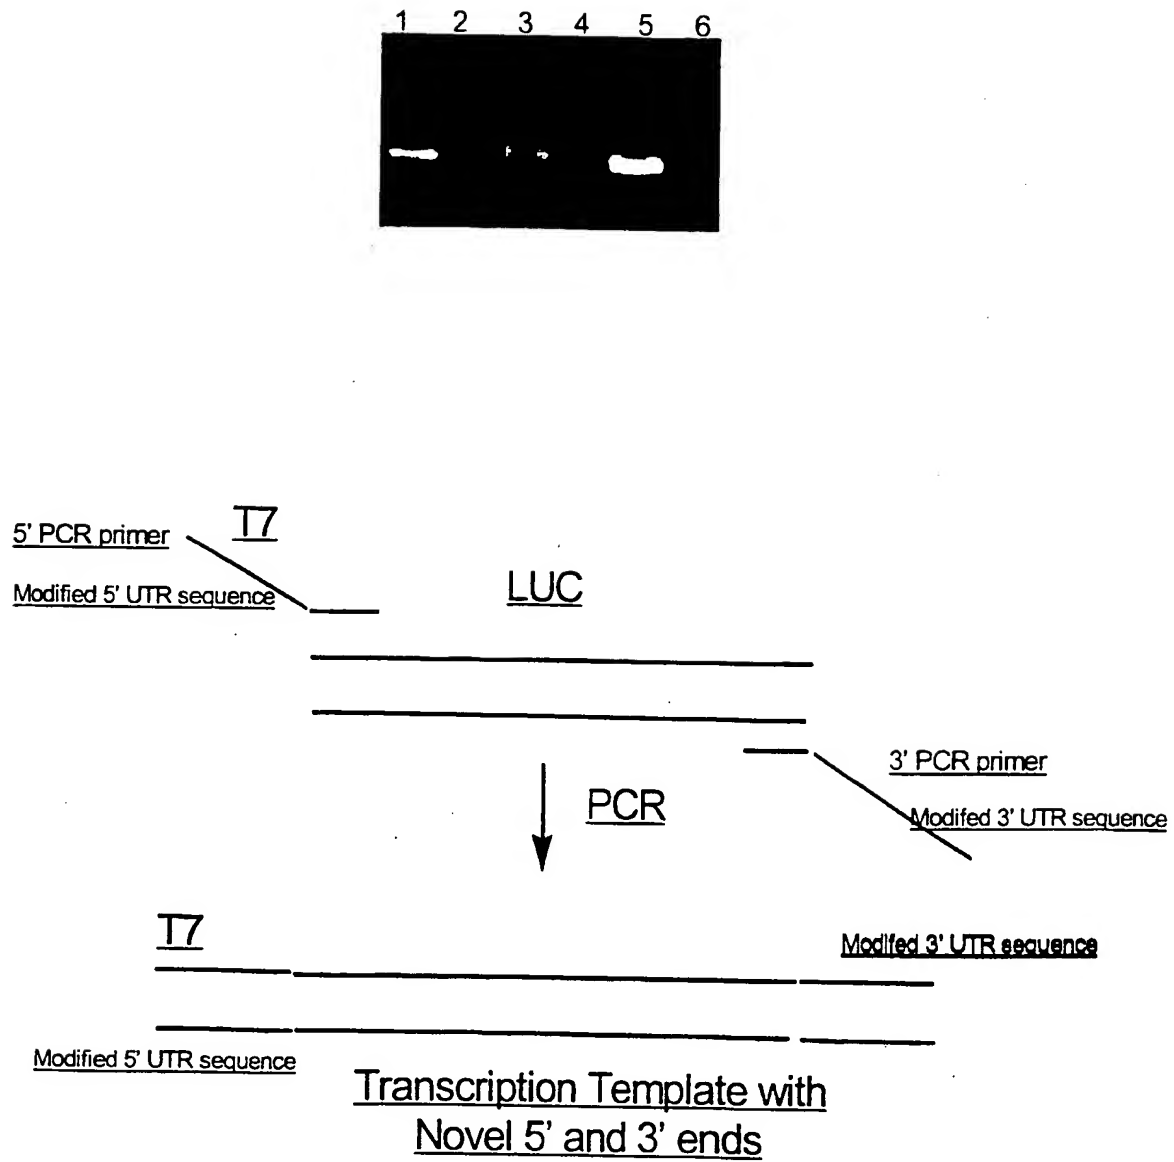 1 2 3 4 5 6
T7
5' PCR primer
Modified 5' UTR sequence
LUC
3' PCR primer
Modifed 3' UTR sequence
PCR
T7
Modifed 3' UTR sequence
Modified 5' UTR sequence
Transcription Template with
Novel 5' and 3' ends